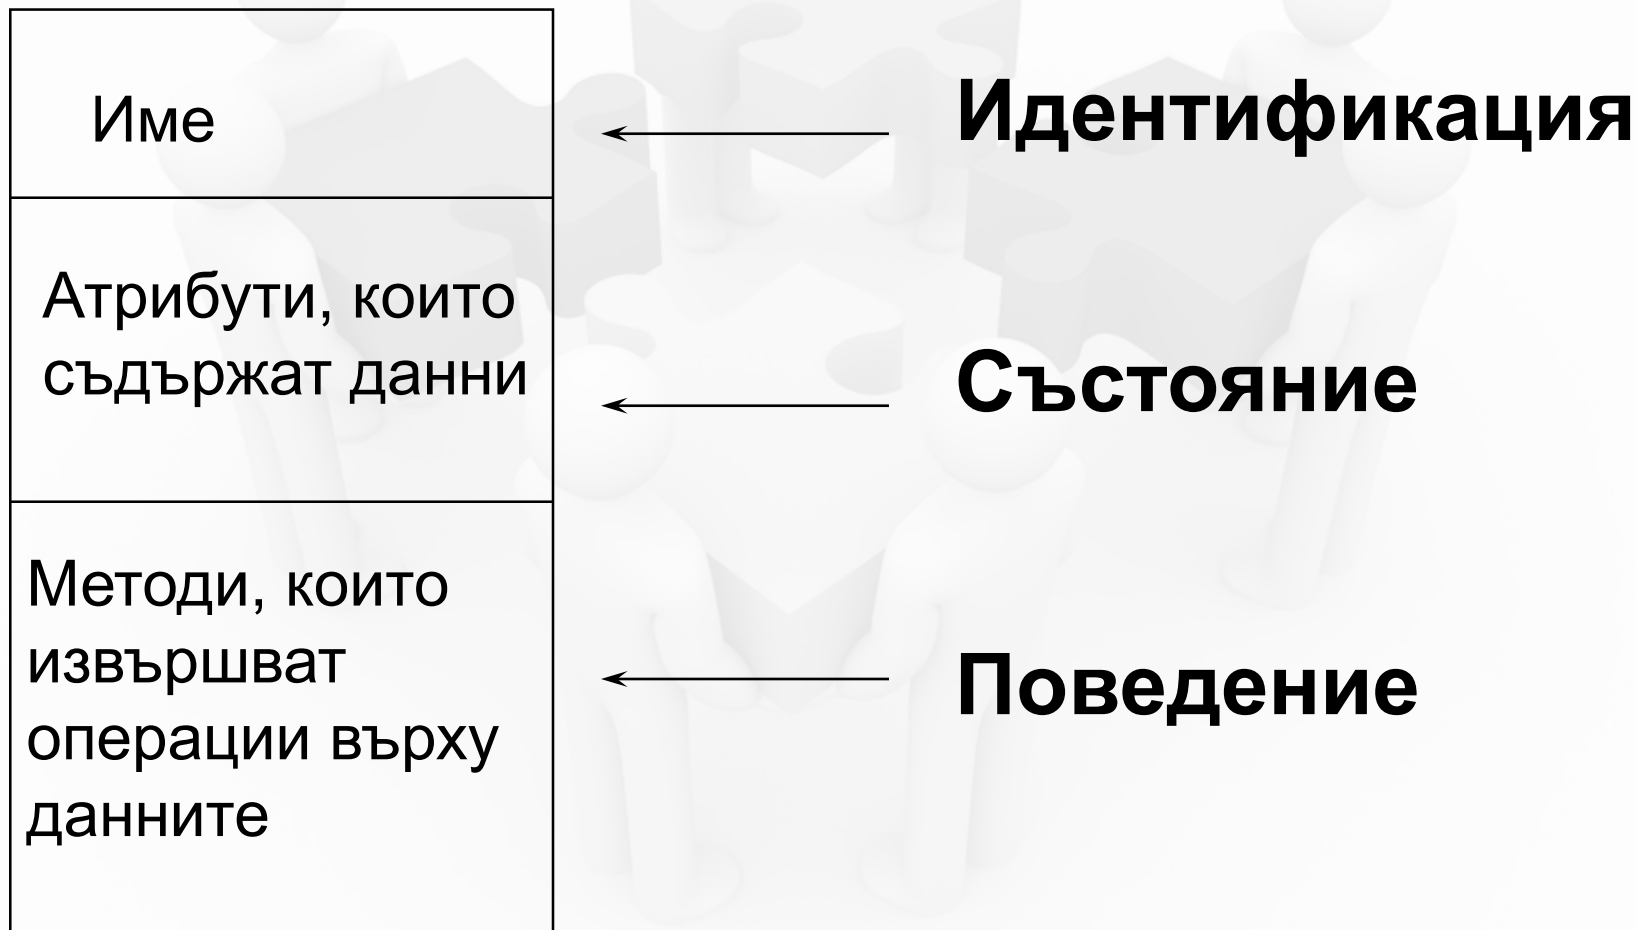 Име
Идентификация
Атрибути, които
съдържат данни
Състояние
Методи, които
извършват
операции върху
данните
Поведение